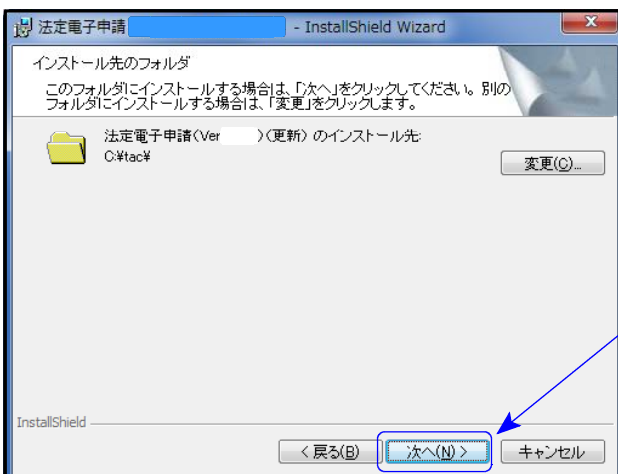 法定電子申請 - InstallShield Wizard
インストール先のフォルダ
このフォルダにインストールする場合は、「次へ」をクリックしてください。別の
フォルダにインストールする場合は、「変更」をクリックします。
法定電子申請(Ver )(更新) のインストール先:
C:¥tac¥
変更(C)...
InstallShield
< 戻る(B)
次へ(N) >
キャンセル